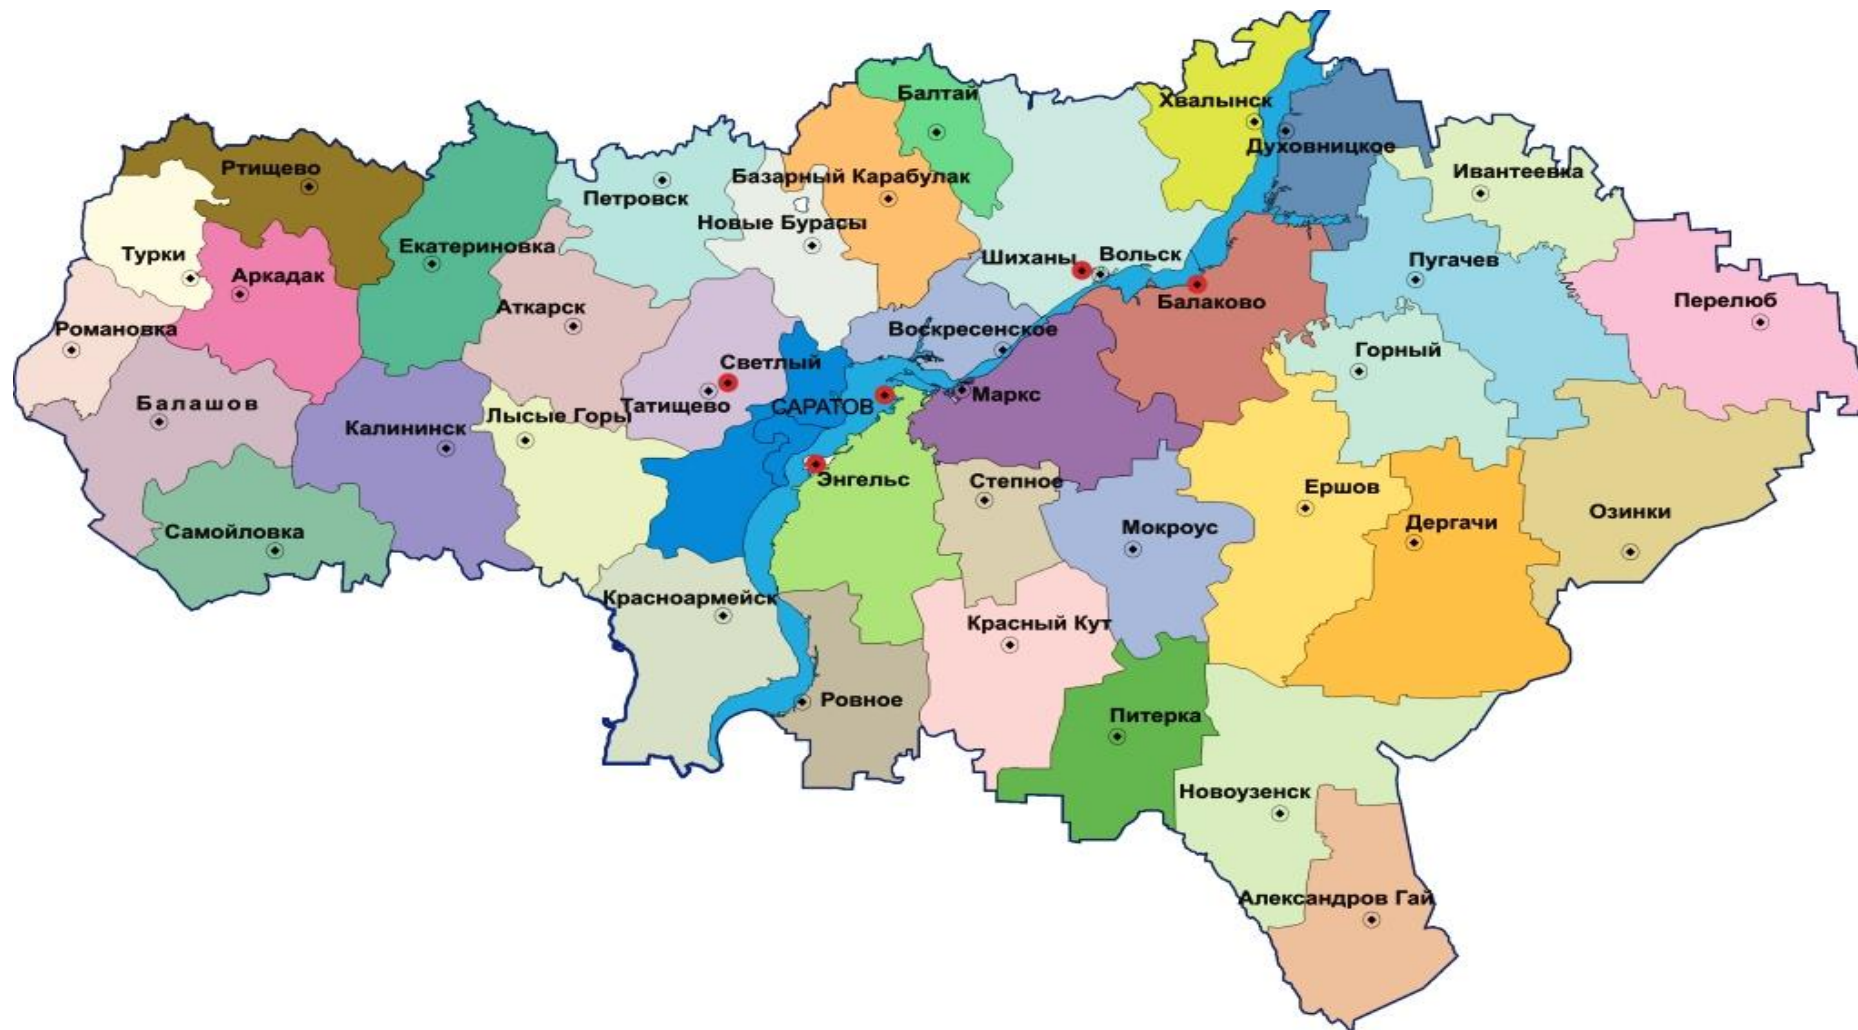 Балтай
Хвалынск
Духовницкое
Ртищево
Ивантеевка
Базарный Карабулак
Петровск
Новые Бурасы
Екатериновка
Турки
Аркадак
Шиханы
Вольск
Пугачев
Балаково
Перелюб
Аткарск
Романовка
Воскресенское
Горный
Светлый
Маркс
Балашов
Татищево
САРАТОВ
Лысые Горы
Калининск
Энгельс
Степное
Ершов
Озинки
Дергачи
Мокроус
Самойловка
Красноармейск
Красный Кут
Ровное
Питерка
Новоузенск
Александров Гай